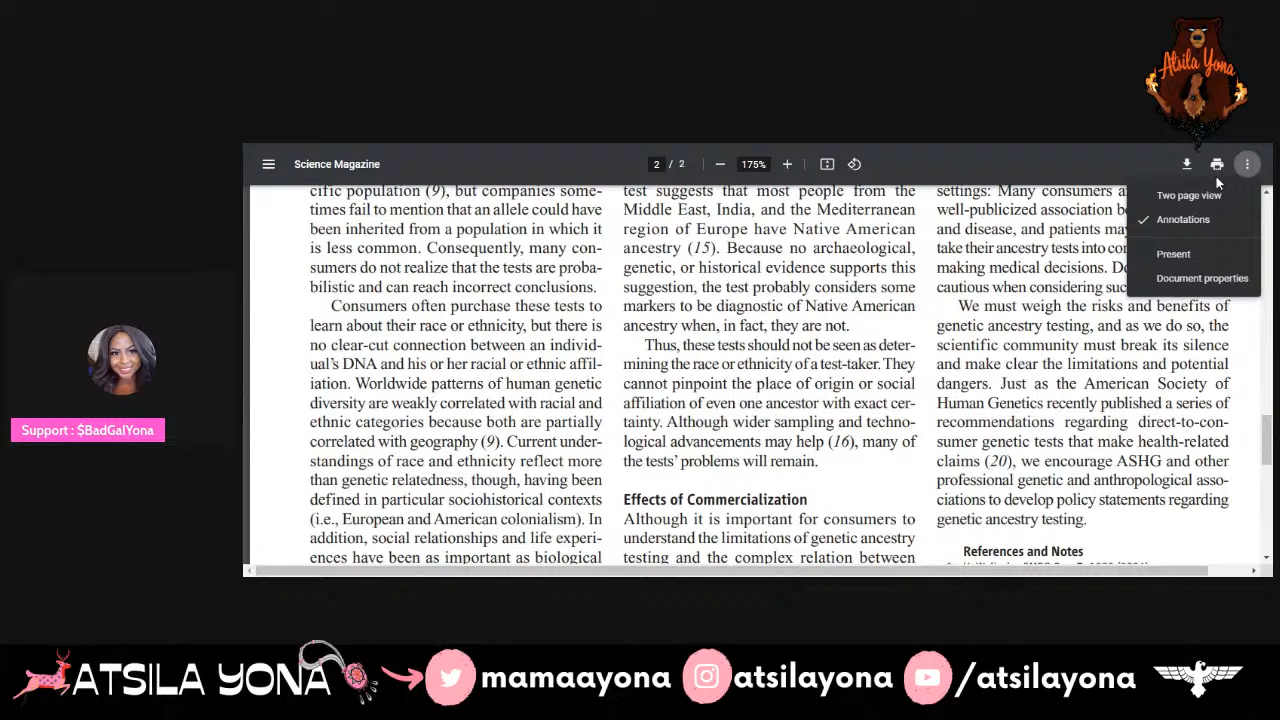 Atsila Yona
Science Magazine
2 / 2
175%
Two page view
Annotations
Present
Document properties
cific population (9), but companies some-
times fail to mention that an allele could have
been inherited from a population in which it
is less common. Consequently, many con-
sumers do not realize that the tests are proba-
bilistic and can reach incorrect conclusions.
Consumers often purchase these tests to
learn about their race or ethnicity, but there is
no clear-cut connection between an individ-
ual's DNA and his or her racial or ethnic affil-
iation. Worldwide patterns of human genetic
diversity are weakly correlated with racial and
ethnic categories because both are partially
correlated with geography (9). Current under-
standings of race and ethnicity reflect more
than genetic relatedness, though, having been
defined in particular sociohistorical contexts
(i.e., European and American colonialism). In
addition, social relationships and life experi-
ences have been as important as biological
test suggests that most people from the
Middle East, India, and the Mediterranean
region of Europe have Native American
ancestry (15). Because no archaeological,
genetic, or historical evidence supports this
suggestion, the test probably considers some
markers to be diagnostic of Native American
ancestry when, in fact, they are not.
Thus, these tests should not be seen as deter-
mining the race or ethnicity of a test-taker. They
cannot pinpoint the place of origin or social
affiliation of even one ancestor with exact cer-
tainty. Although wider sampling and techno-
logical advancements may help (16), many of
the tests' problems will remain.
Effects of Commercialization
Although it is important for consumers to
understand the limitations of genetic ancestry
testing and the complex relation between
settings: Many consumers a
well-publicized association b
and disease, and patients may
take their ancestry tests into con
making medical decisions. Do
cautious when considering suc
We must weigh the risks and benefits of
genetic ancestry testing, and as we do so, the
scientific community must break its silence
and make clear the limitations and potential
dangers. Just as the American Society of
Human Genetics recently published a series of
recommendations regarding direct-to-con-
sumer genetic tests that make health-related
claims (20), we encourage ASHG and other
professional genetic and anthropological asso-
ciations to develop policy statements regarding
genetic ancestry testing.
References and Notes
Support : $BadGalYona
ATSILA YONA
mamaayona
atsilayona
/atsilayona